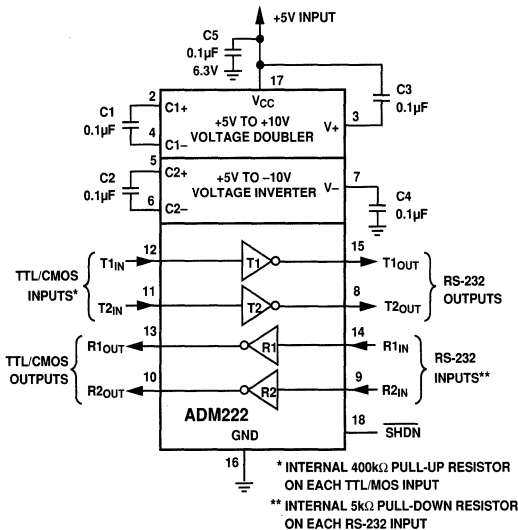 +5V INPUT
C5
0.1μF
6.3V
17
C3
0.1μF
2
C1+
VCC
C1
0.1μF
+5V TO +10V
VOLTAGE DOUBLER
V+
3
4
C1–
5
C2+
+5V TO –10V
VOLTAGE INVERTER
V–
7
C2
0.1μF
6
C2–
C4
0.1μF
TTL/CMOS
INPUTS*
T1IN
12
T1
15
T1OUT
T2IN
11
T2
8
T2OUT
RS-232
OUTPUTS
TTL/CMOS
OUTPUTS
R1OUT
13
R1
14
R1IN
R2OUT
10
R2
9
R2IN
RS-232
INPUTS**
ADM222
18
SHDN
GND
16
* INTERNAL 400kΩ PULL-UP RESISTOR
ON EACH TTL/MOS INPUT
** INTERNAL 5kΩ PULL-DOWN RESISTOR
ON EACH RS-232 INPUT